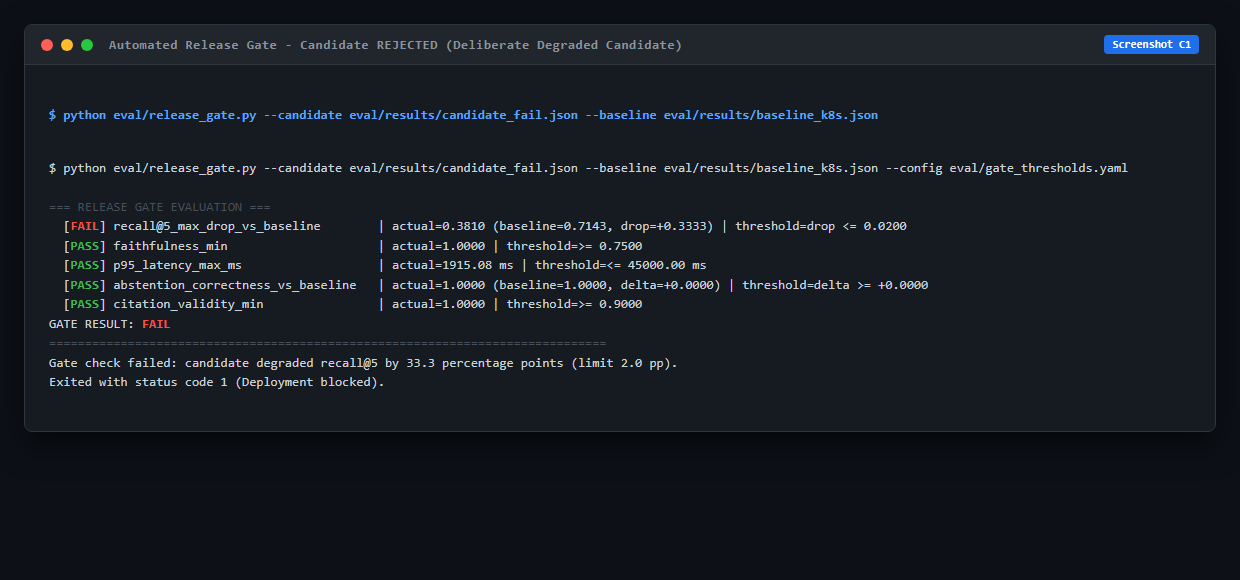 Automated Release Gate - Candidate REJECTED (Deliberate Degraded Candidate)
Screenshot C1
$ python eval/release_gate.py --candidate eval/results/candidate_fail.json --baseline eval/results/baseline_k8s.json
$ python eval/release_gate.py --candidate eval/results/candidate_fail.json --baseline eval/results/baseline_k8s.json --config eval/gate_thresholds.yaml
=== RELEASE GATE EVALUATION ===
[FAIL] recall@5_max_drop_vs_baseline | actual=0.3810 (baseline=0.7143, drop=+0.3333) | threshold=drop <= 0.0200
[PASS] faithfulness_min | actual=1.0000 | threshold=>= 0.7500
[PASS] p95_latency_max_ms | actual=1915.08 ms | threshold=<= 45000.00 ms
[PASS] abstention_correctness_vs_baseline | actual=1.0000 (baseline=1.0000, delta=+0.0000) | threshold=delta >= +0.0000
[PASS] citation_validity_min | actual=1.0000 | threshold=>= 0.9000
GATE RESULT: FAIL
==============================================================================
Gate check failed: candidate degraded recall@5 by 33.3 percentage points (limit 2.0 pp).
Exited with status code 1 (Deployment blocked).